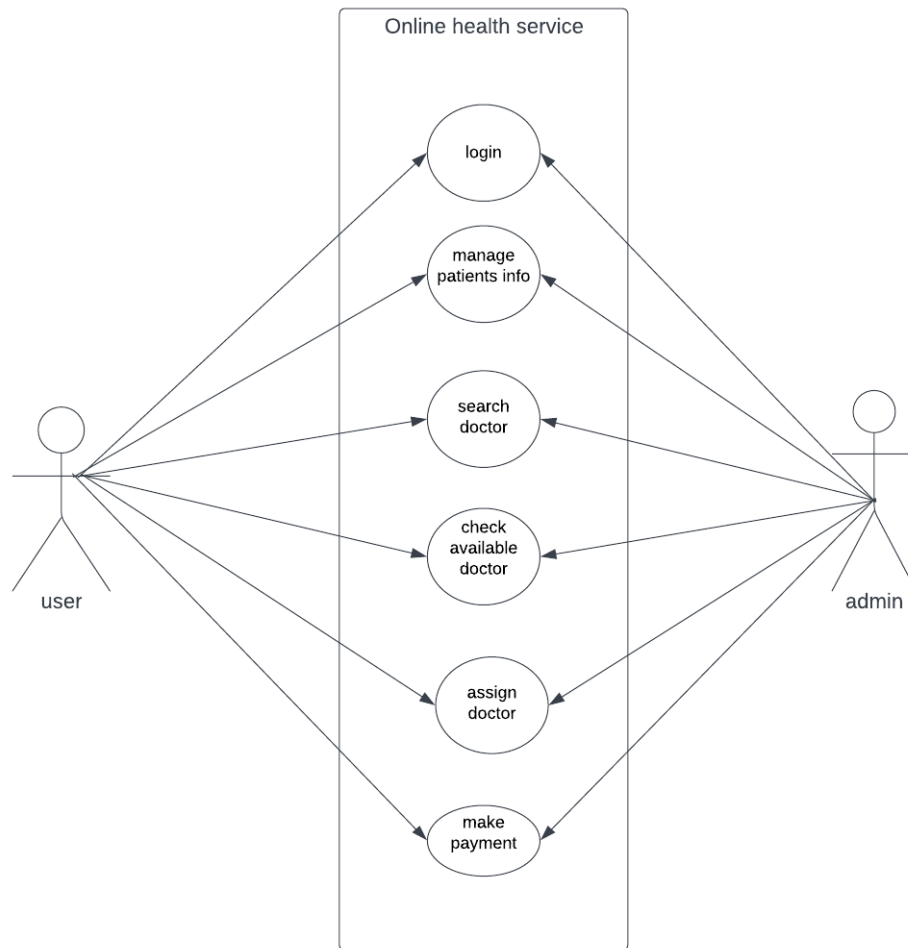 Online health service
login
manage
patients info
search
doctor
check
available
doctor
user
admin
assign
doctor
make
payment